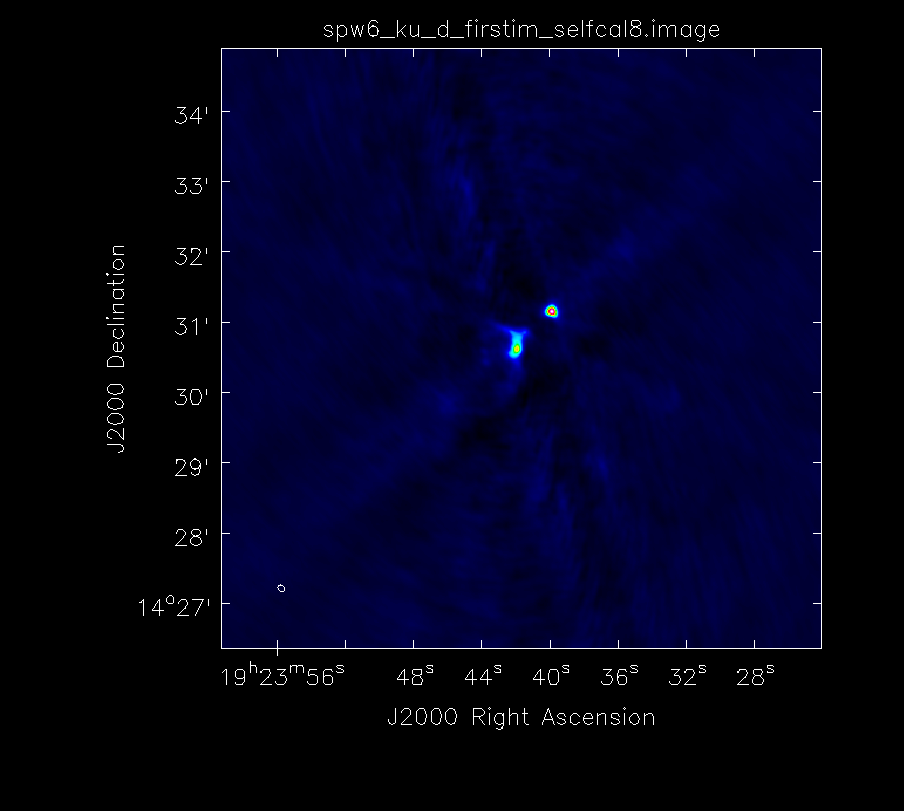 spw6_ku_d_firstim_selfcal8.image
34'
33'
32'
31'
30'
29'
28'
14°27'
J2000 Declination
19ʰ23ᵐ56ˢ 48ˢ 44ˢ 40ˢ 36ˢ 32ˢ 28ˢ
J2000 Right Ascension